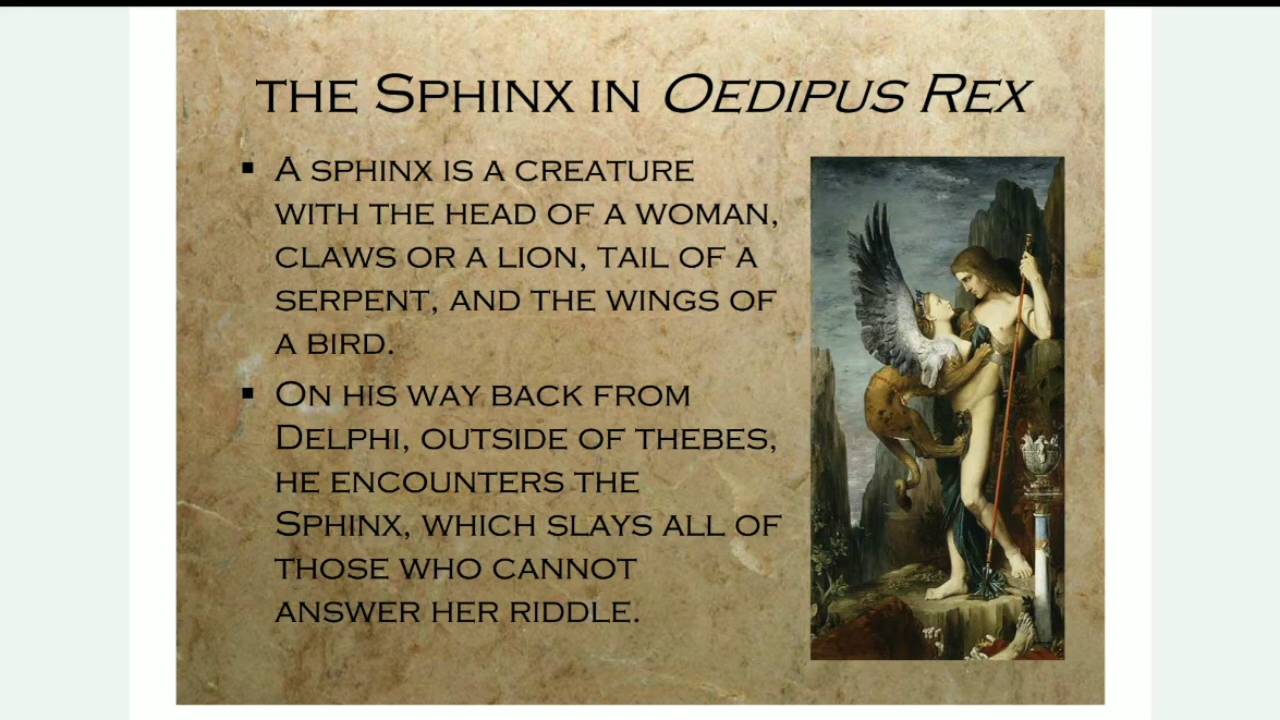 THE SPHINX IN OEDIPUS REX
▪ A SPHINX IS A CREATURE
WITH THE HEAD OF A WOMAN,
CLAWS OR A LION, TAIL OF A
SERPENT, AND THE WINGS OF
A BIRD.
▪ ON HIS WAY BACK FROM
DELPHI, OUTSIDE OF THEBES,
HE ENCOUNTERS THE
SPHINX, WHICH SLAYS ALL OF
THOSE WHO CANNOT
ANSWER HER RIDDLE.